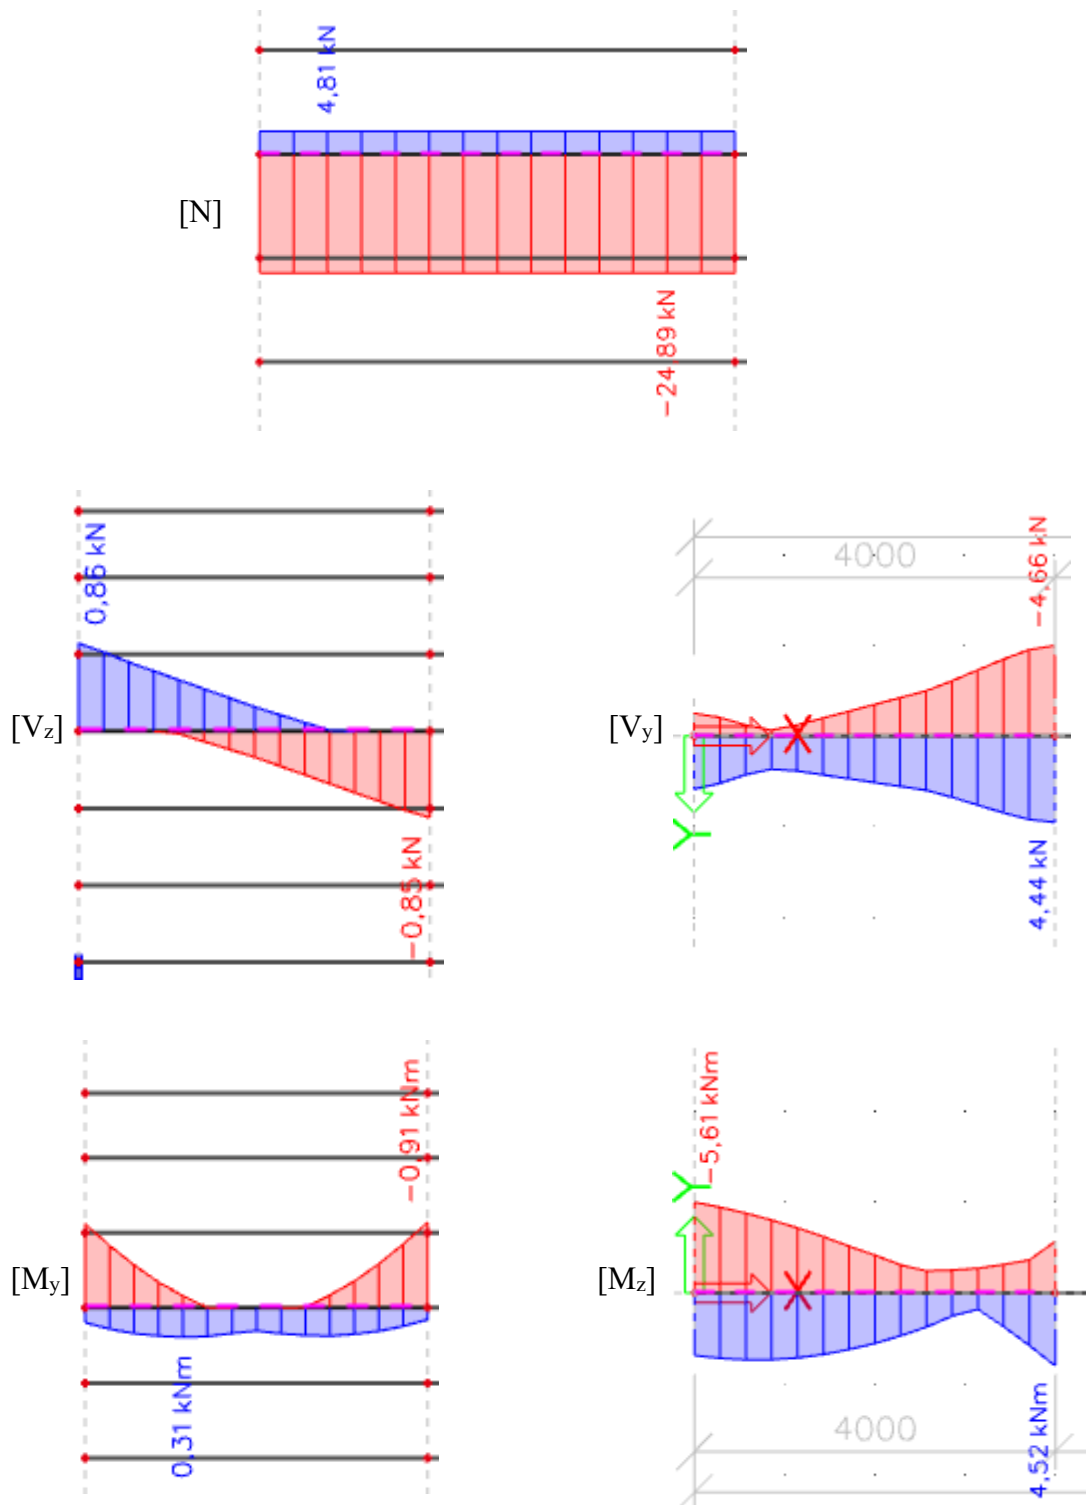 4,81 kN
[N]
−24,89 kN
0,86 kN
[Vz]
−0,85 kN
4000
−4,66 kN
[Vy]
Y
X
4,44 kN
−0,91 kNm
[My]
0,31 kNm
−5,61 kNm
Y
[Mz]
X
4000
4,52 kNm